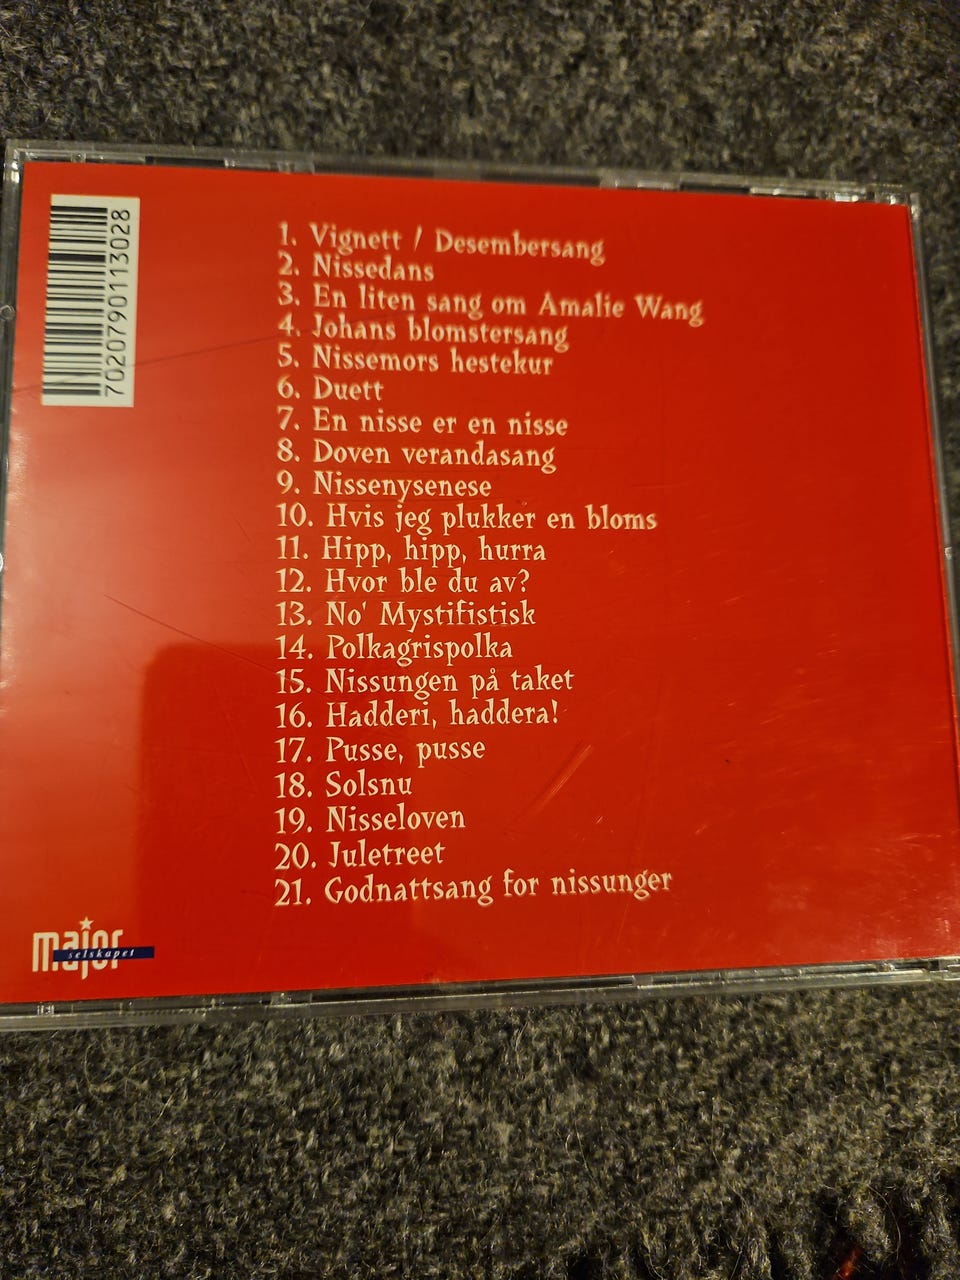 7020790113028
1. Vignett / Desembersang
2. Nissedans
3. En liten sang om Amalie Wang
4. Johans blomstersang
5. Nissemors hestekur
6. Duett
7. En nisse er en nisse
8. Doven verandasang
9. Nissenysenese
10. Hvis jeg plukker en bloms
11. Hipp, hipp, hurra
12. Hvor ble du av?
13. No' Mystifistisk
14. Polkagrispolka
15. Nissungen på taket
16. Hadderi, haddera!
17. Pusse, pusse
18. Solsnu
19. Nisseloven
20. Juletreet
21. Godnattsang for nissunger
major
selskapet